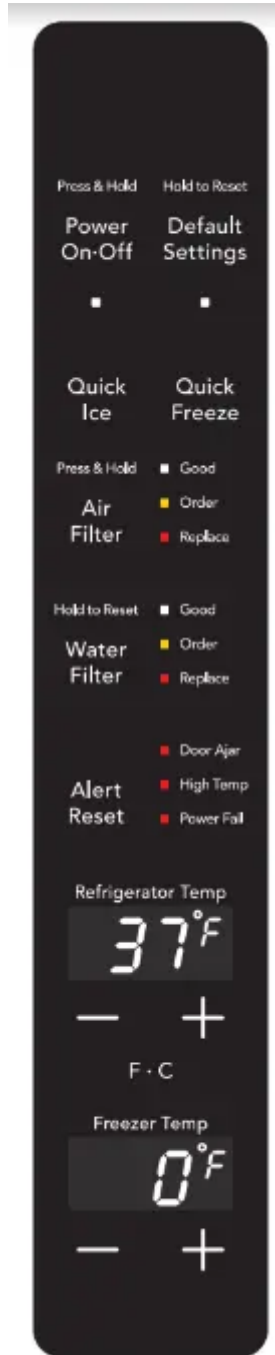 Press & Hold
Hold to Reset
Power
On·Off
Default
Settings
Quick
Ice
Quick
Freeze
Press & Hold
Air
Filter
Good
Order
Replace
Hold to Reset
Water
Filter
Good
Order
Replace
Alert
Reset
Door Ajar
High Temp
Power Fail
Refrigerator Temp
37°F
− +
F · C
Freezer Temp
0°F
− +